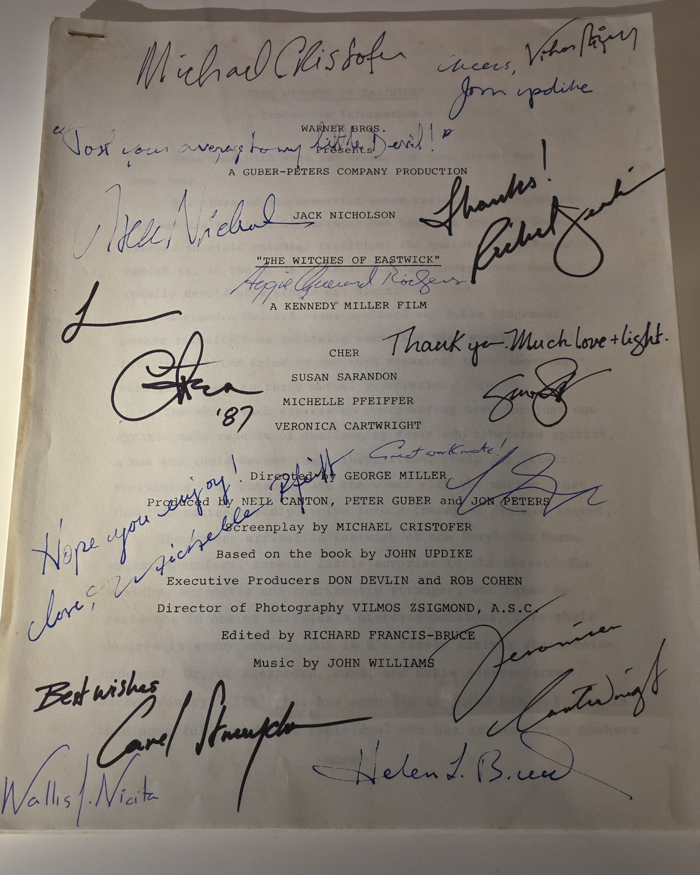 Michael Cristofer
Cheers, Vilmos Zsigmond
John Updike
WARNER BROS.
"Just your average horny little Devil!"
Presents
A GUBER-PETERS COMPANY PRODUCTION
Thanks!
Jack Nichol
JACK NICHOLSON
Richard Jenkins
"THE WITCHES OF EASTWICK"
Aggie Guerard Rodgers
A KENNEDY MILLER FILM
Thank you. Much love + light.
CHER
Cher
'87
SUSAN SARANDON
MICHELLE PFEIFFER
VERONICA CARTWRIGHT
Great work mate!
Directed by GEORGE MILLER
Produced by NEIL CANTON, PETER GUBER and JON PETERS
Hope you enjoy!
Screenplay by MICHAEL CRISTOFER
Based on the book by JOHN UPDIKE
love, Michelle Pfeiff
Executive Producers DON DEVLIN and ROB COHEN
Director of Photography VILMOS ZSIGMOND, A.S.C.
Edited by RICHARD FRANCIS-BRUCE
Music by JOHN WILLIAMS
Veronica
Cartwright
Best wishes
Carel Struycken
Wallis J. Nicita
Helen L. B